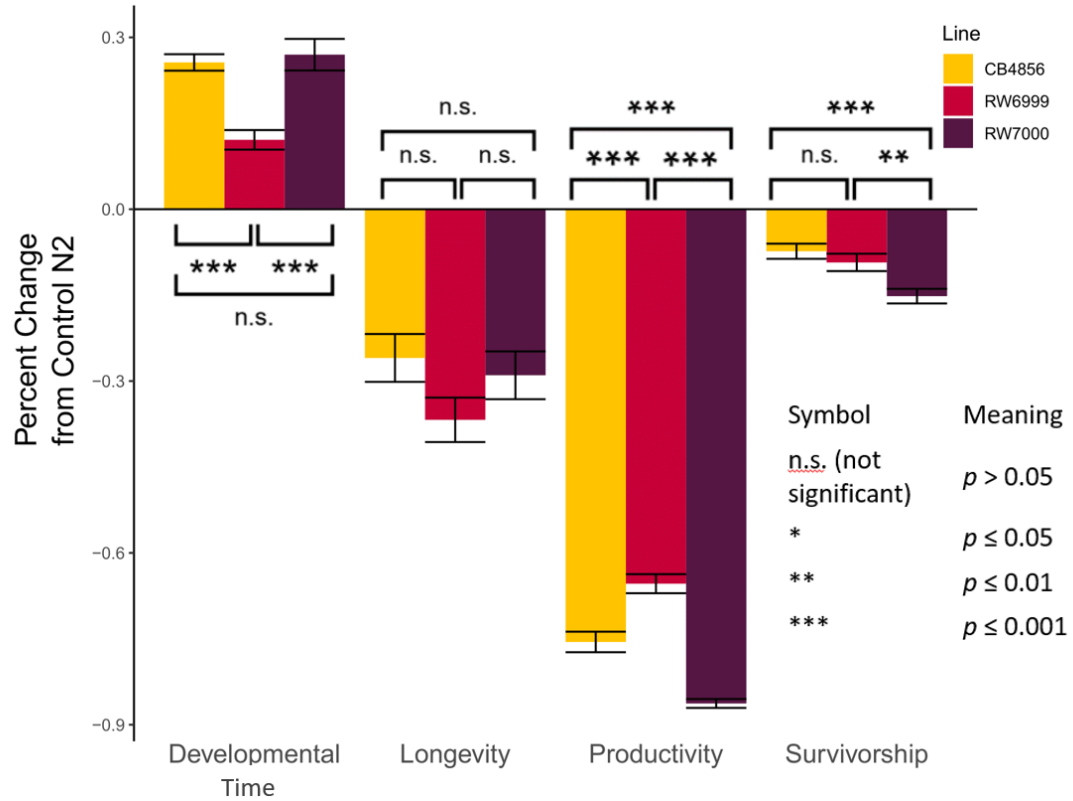 Line
CB4856
RW6999
RW7000
0.3
0.0
−0.3
−0.6
−0.9
Percent Change
from Control N2
*** ***
n.s.
n.s.
n.s. n.s.
***
*** ***
***
n.s. **
Symbol Meaning
n.s. (not
significant) p > 0.05
* p ≤ 0.05
** p ≤ 0.01
*** p ≤ 0.001
Developmental
Time
Longevity
Productivity
Survivorship